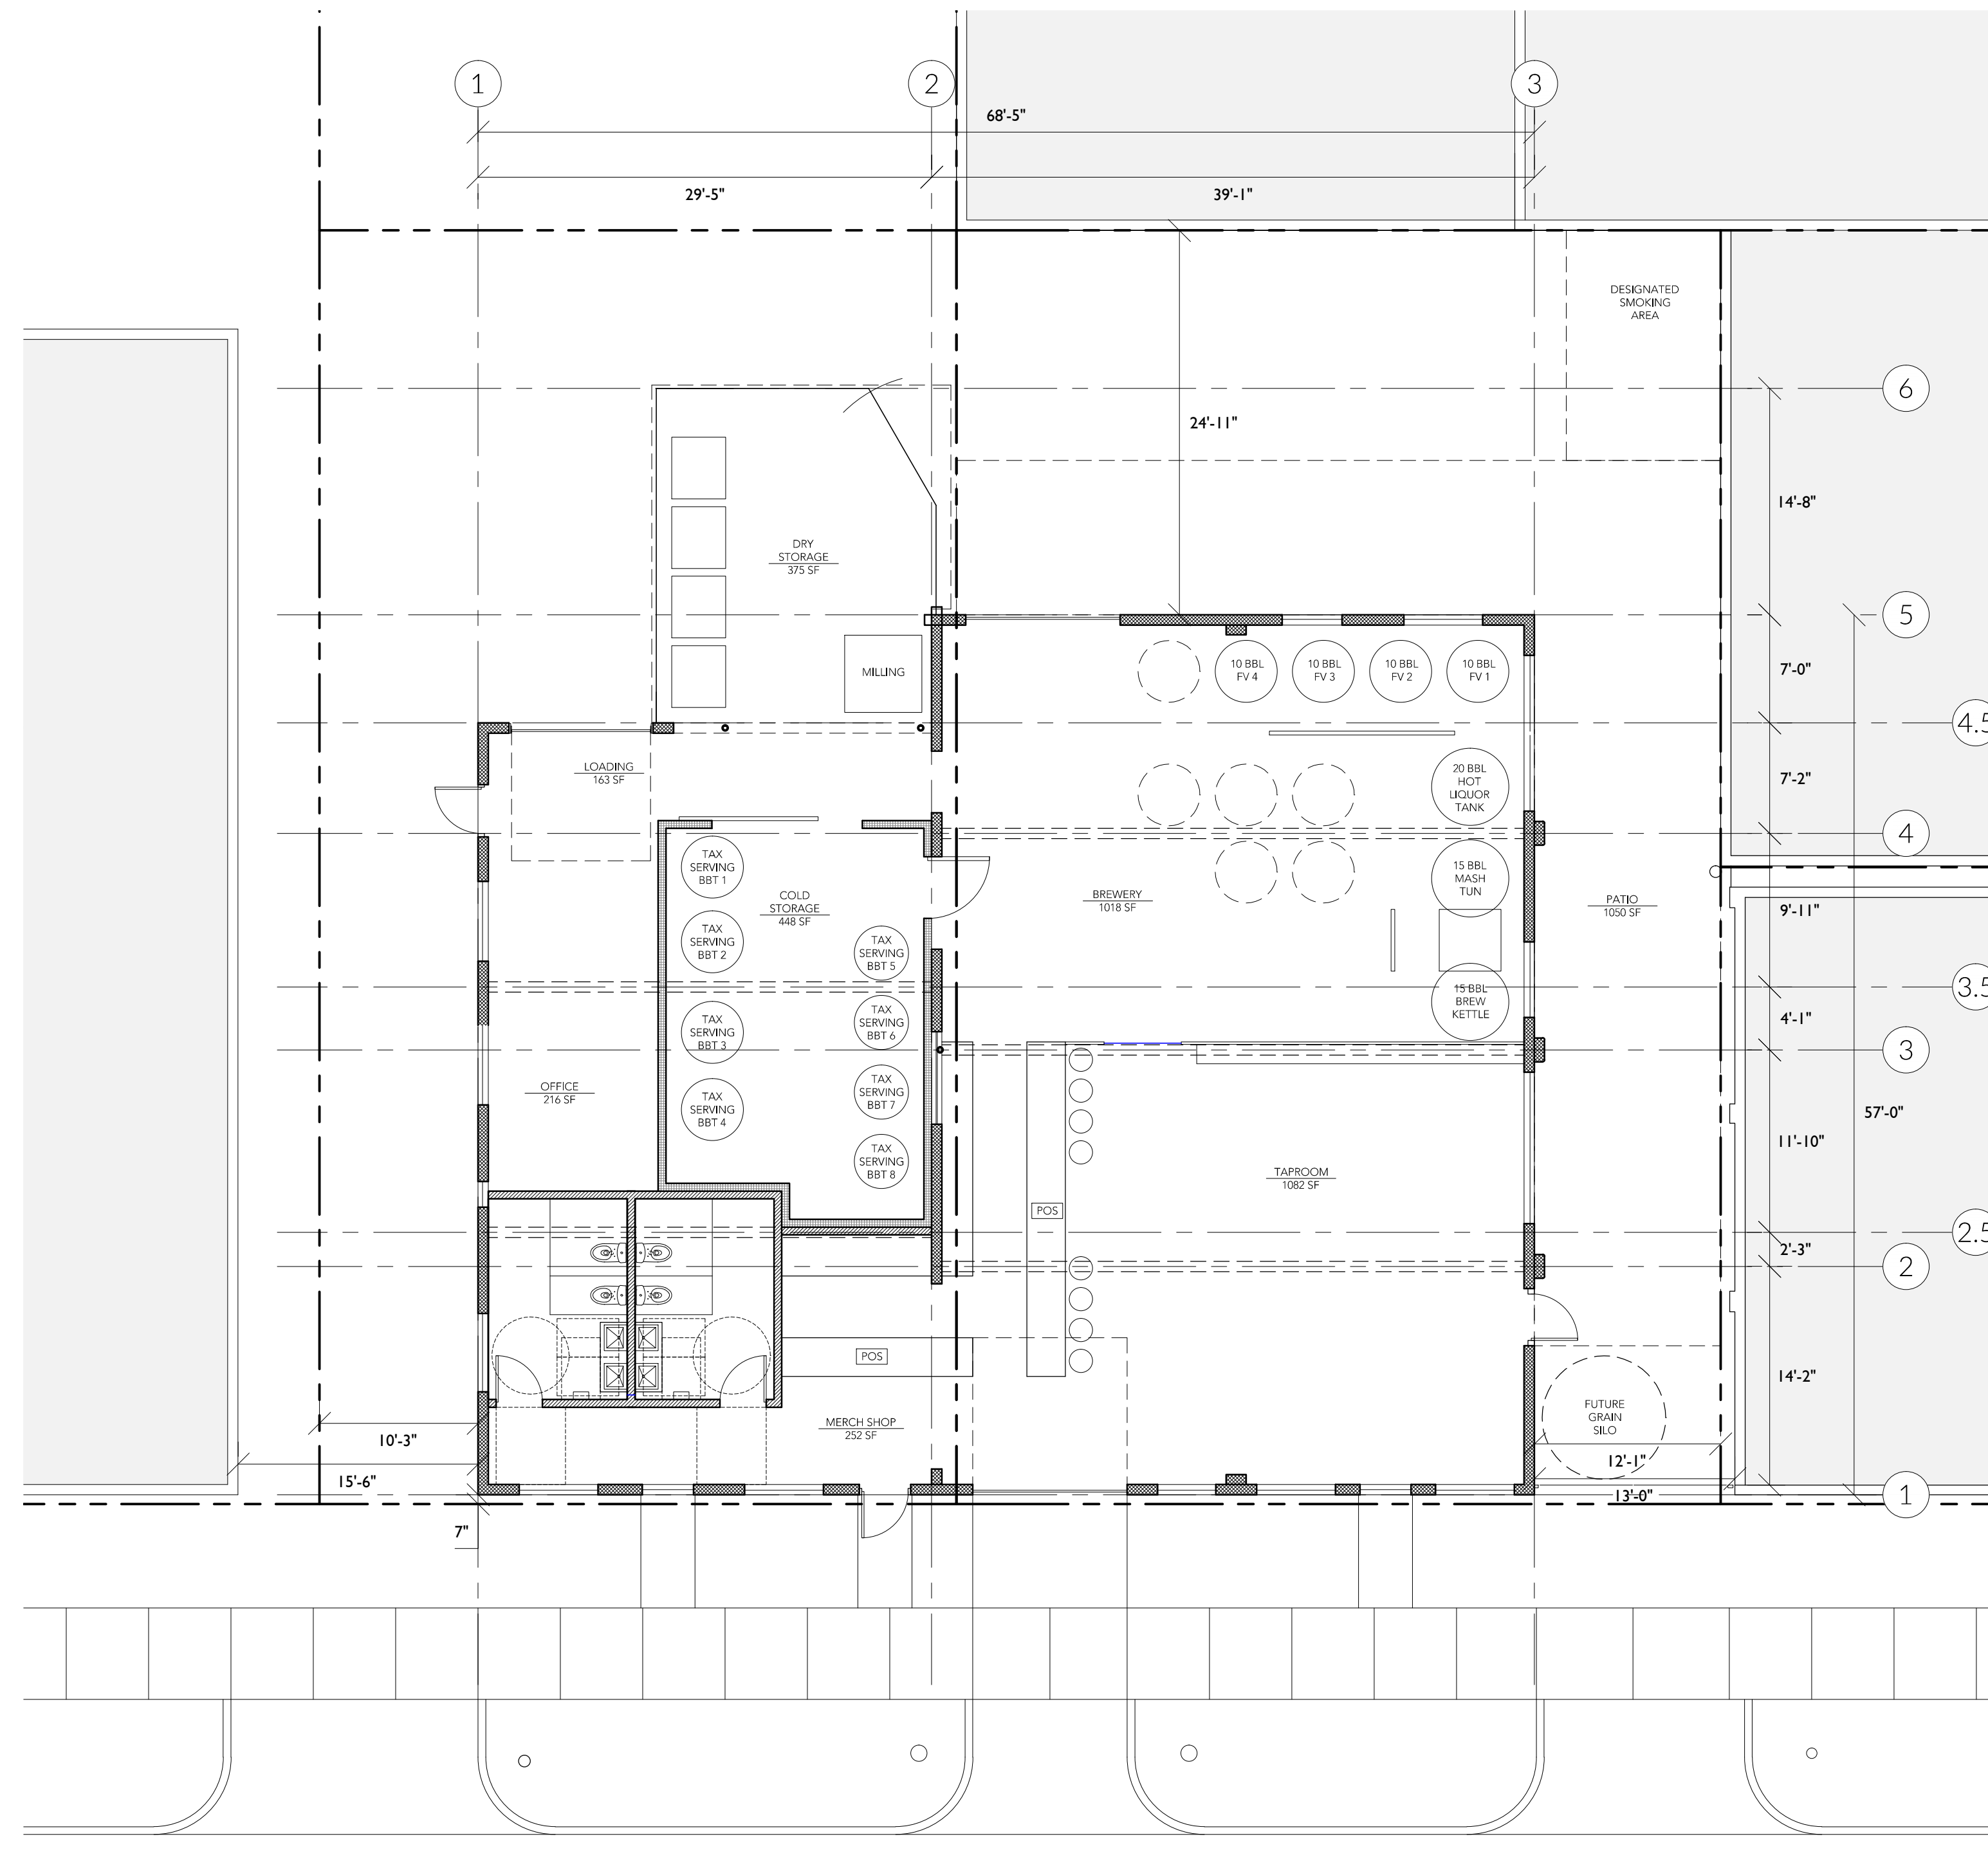 1
2
3
68'-5"
29'-5"
39'-1"
DESIGNATED
SMOKING
AREA
6
24'-11"
14'-8"
DRY
STORAGE
375 SF
5
10 BBL
FV 4
10 BBL
FV 3
10 BBL
FV 2
10 BBL
FV 1
MILLING
7'-0"
4.5
LOADING
163 SF
20 BBL
HOT
LIQUOR
TANK
7'-2"
4
TAX
SERVING
BBT 1
15 BBL
MASH
TUN
COLD
STORAGE
448 SF
BREWERY
1018 SF
PATIO
1050 SF
9'-11"
TAX
SERVING
BBT 2
TAX
SERVING
BBT 5
3.5
15 BBL
BREW
KETTLE
TAX
SERVING
BBT 3
TAX
SERVING
BBT 6
4'-1"
3
OFFICE
216 SF
TAX
SERVING
BBT 4
TAX
SERVING
BBT 7
57'-0"
11'-10"
TAX
SERVING
BBT 8
TAPROOM
1082 SF
POS
2.5
2'-3"
2
POS
14'-2"
FUTURE
GRAIN
SILO
MERCH SHOP
252 SF
10'-3"
12'-1"
15'-6"
13'-0"
1
7"